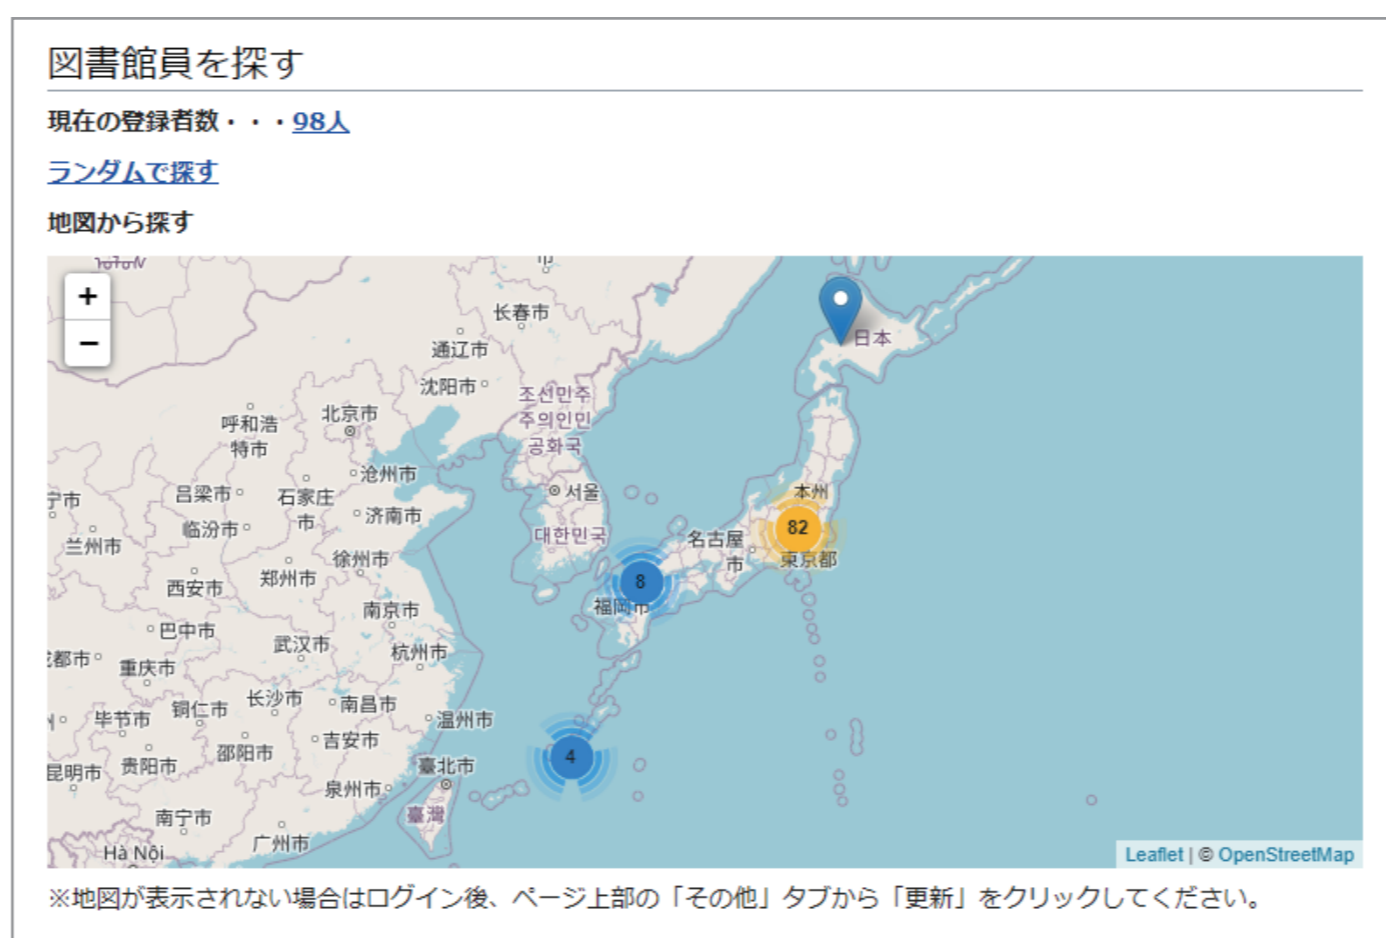 図書館員を探す
現在の登録者数・・・98人
ランダムで探す
地図から探す
+
−
长春市
通辽市
沈阳市
조선민주
주의인민
공화국
日本
呼和浩
特市
北京市
沧州市
吕梁市
石家庄
市
济南市
서울
本州
82
临汾市
兰州市
대한민국
名古屋
市
東京都
徐州市
郑州市
西安市
8
福岡市
南京市
巴中市
武汉市
杭州市
重庆市
长沙市
南昌市
铜仁市
毕节市
温州市
吉安市
邵阳市
贵阳市
昆明市
4
臺北市
泉州市
臺灣
南宁市
广州市
Hà Nội
Leaflet | © OpenStreetMap
※地図が表示されない場合はログイン後、ページ上部の「その他」タブから「更新」をクリックしてください。